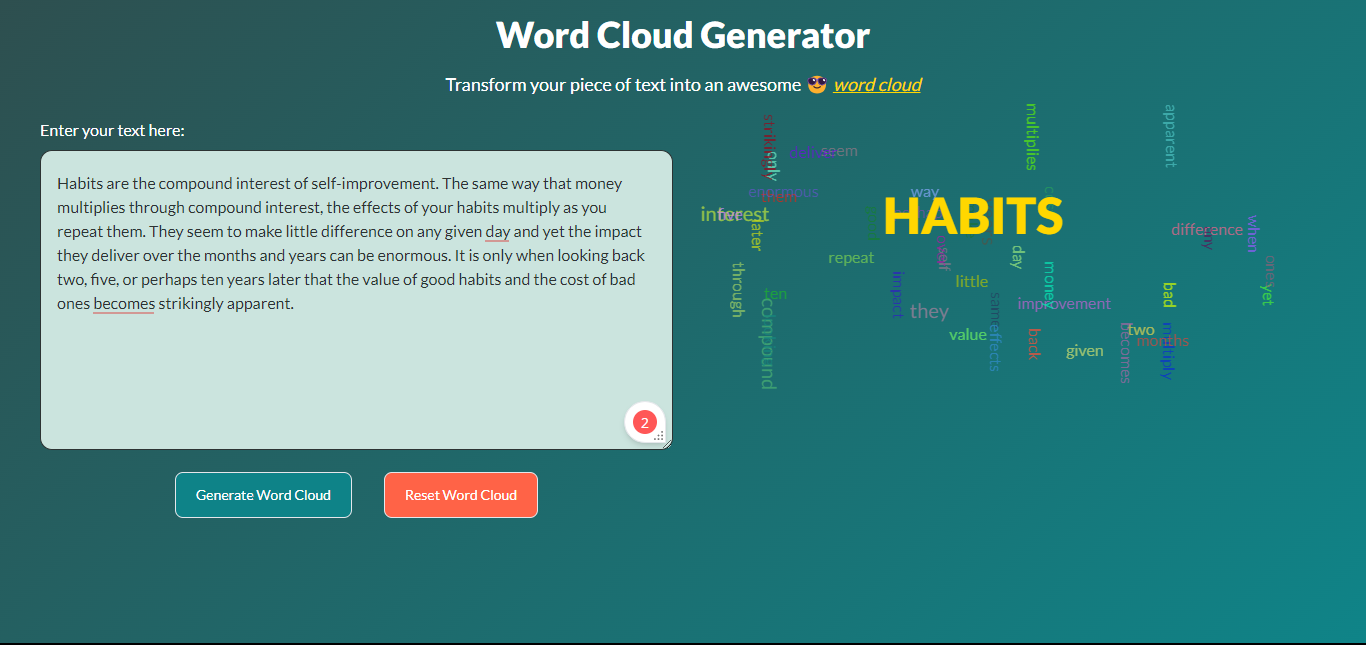 Word Cloud Generator
Transform your piece of text into an awesome 😎 word cloud
Enter your text here:
Habits are the compound interest of self-improvement. The same way that money
multiplies through compound interest, the effects of your habits multiply as you
repeat them. They seem to make little difference on any given day and yet the impact
they deliver over the months and years can be enormous. It is only when looking back
two, five, or perhaps ten years later that the value of good habits and the cost of bad
ones becomes strikingly apparent.
2
Generate Word Cloud
Reset Word Cloud
multiplies
apparent
strikingly
only
deliver
seem
enormous
them
way
HABITS
interest
five
later
difference
any
when
repeat
self
day
ones
through
ten
impact
little
money
bad
yet
compound
they
same
improvement
value
effects
back
given
becomes
two
months
multiply